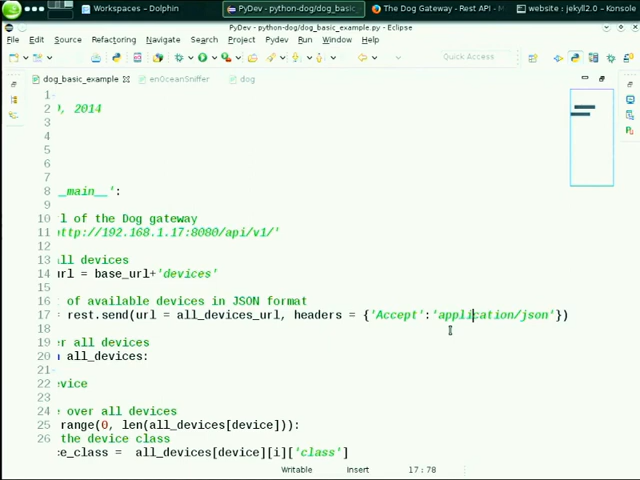 Workspaces – Dolphin
PyDev - python-dog/dog_basic
The Dog Gateway - Rest API - M
website : jekyll2.0 – Konsole
PyDev - python-dog/dog_basic_example.py - Eclipse
File Edit Source Refactoring Navigate Search Project Pydev Run Window Help
Quick Access
dog_basic_example enOceanSniffer dog
1
2 , 2014
3
4
5
6
7
8 __main__':
9
10 l of the Dog gateway
11 http://192.168.1.17:8080/api/v1/'
12
13 all devices
14 url = base_url+'devices'
15
16 of available devices in JSON format
17 = rest.send(url = all_devices_url, headers = {'Accept':'application/json'})
18
19 er all devices
20 n all_devices:
21
22 evice
23
24 e over all devices
25 range(0, len(all_devices[device])):
26 the device class
ce_class = all_devices[device][i]['class']
Writable Insert 17 : 78